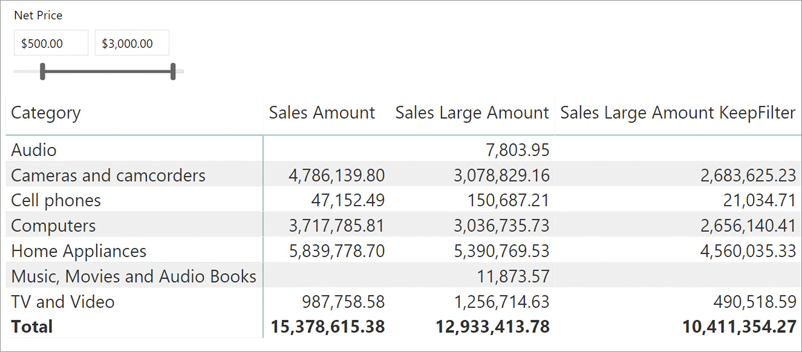 Net Price
$500.00 $3,000.00
Category Sales Amount Sales Large Amount Sales Large Amount KeepFilter
Audio 7,803.95
Cameras and camcorders 4,786,139.80 3,078,829.16 2,683,625.23
Cell phones 47,152.49 150,687.21 21,034.71
Computers 3,717,785.81 3,036,735.73 2,656,140.41
Home Appliances 5,839,778.70 5,390,769.53 4,560,035.33
Music, Movies and Audio Books 11,873.57
TV and Video 987,758.58 1,256,714.63 490,518.59
Total 15,378,615.38 12,933,413.78 10,411,354.27